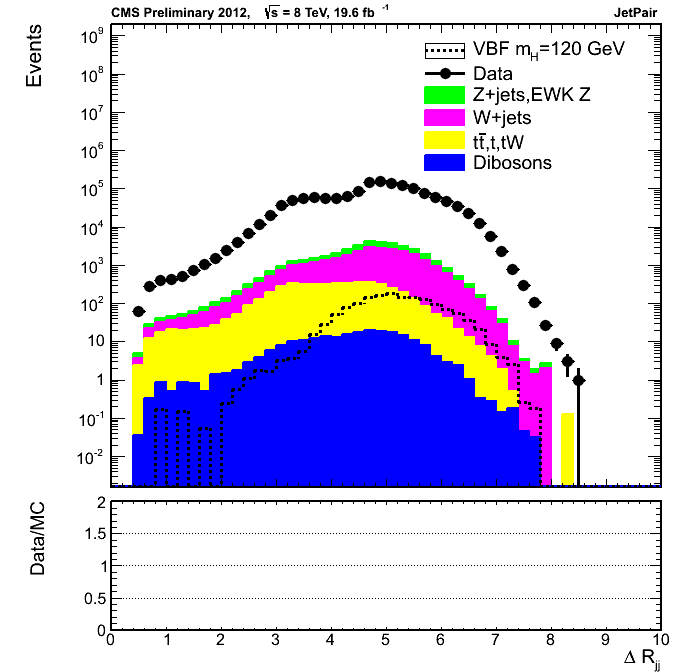 CMS Preliminary 2012, √s = 8 TeV, 19.6 fb⁻¹ JetPair
Events
10⁹
10⁸
10⁷
10⁶
10⁵
10⁴
10³
10²
10
1
10⁻¹
10⁻²
VBF m_H=120 GeV
Data
Z+jets,EWK Z
W+jets
tt̄,t,tW
Dibosons
Data/MC
2
1.5
1
0.5
0
0 1 2 3 4 5 6 7 8 9 10
Δ R_jj